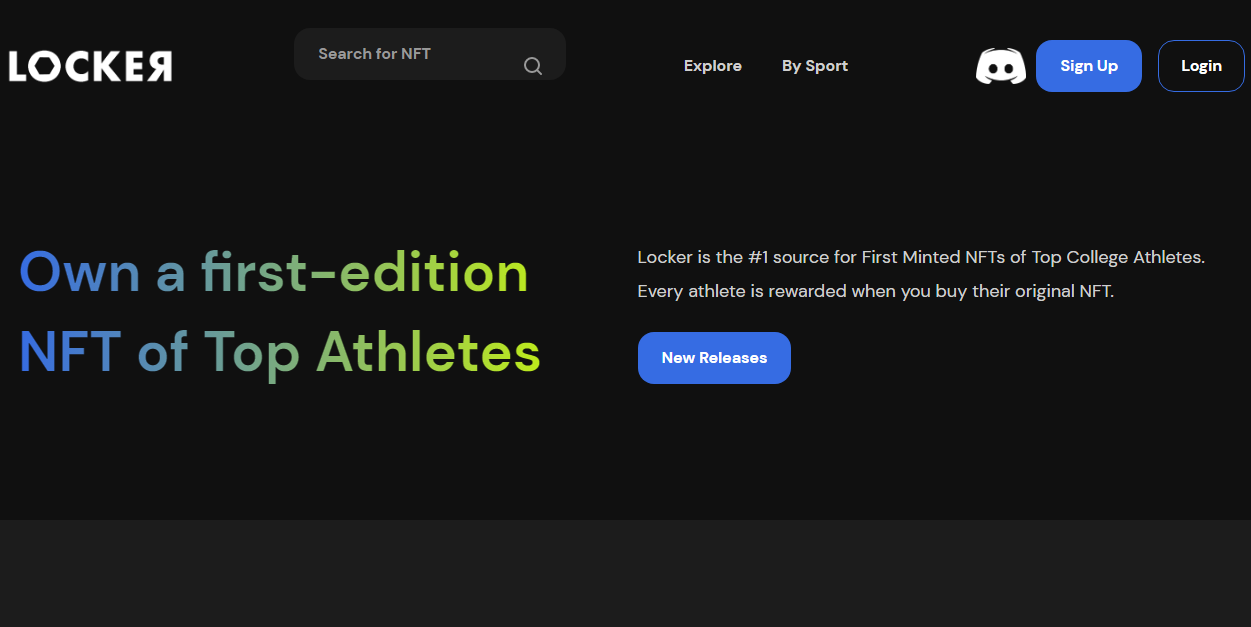 LOCKER
Search for NFT
Explore
By Sport
Sign Up
Login
Own a first-edition
NFT of Top Athletes
Locker is the #1 source for First Minted NFTs of Top College Athletes.
Every athlete is rewarded when you buy their original NFT.
New Releases